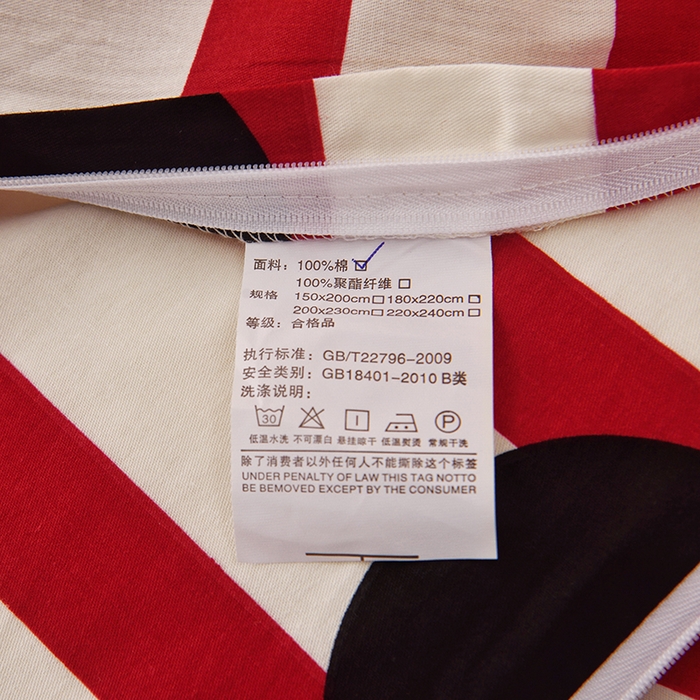 面料：100%棉☑
100%聚酯纤维□
规格 150x200cm□180x220cm□
200x230cm□220x240cm□
等级：合格品
执行标准：GB/T22796-2009
安全类别：GB18401-2010 B类
洗涤说明：
30 P
低温水洗 不可漂白 悬挂晾干 低温熨烫 常规干洗
除了消费者以外任何人不能撕除这个标签
UNDER PENALTY OF LAW THIS TAG NOTTO
BE BEMOVED EXCEPT BY THE CONSUMER